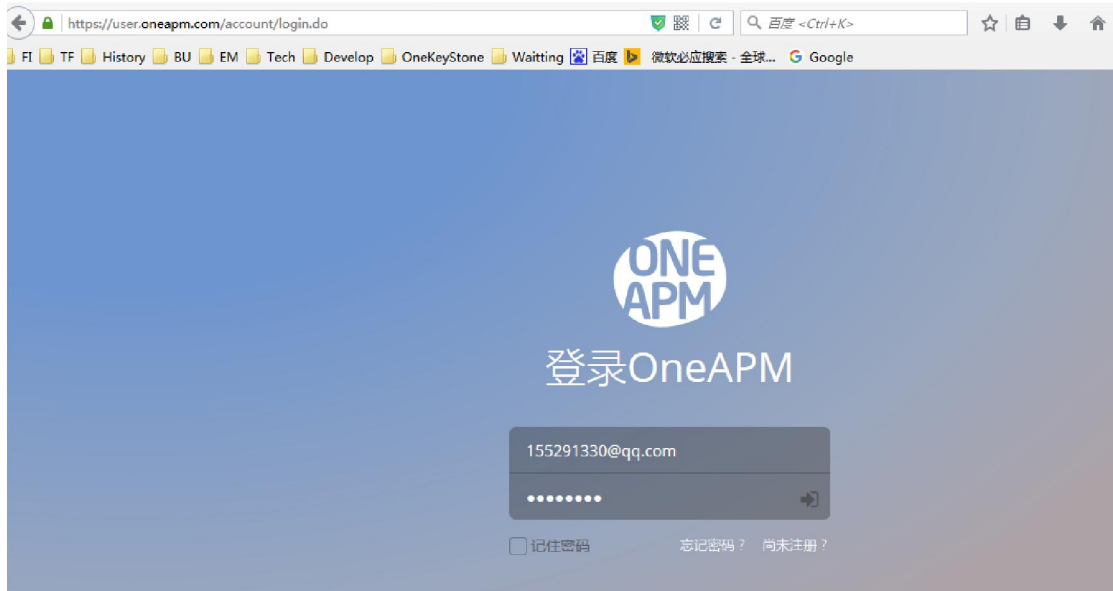 https://user.oneapm.com/account/login.do 百度 <Ctrl+K>
FI TF History BU EM Tech Develop OneKeyStone Waitting 百度 微软必应搜索 - 全球... Google
ONE
APM
登录OneAPM
155291330@qq.com
••••••••
记住密码 忘记密码? 尚未注册?